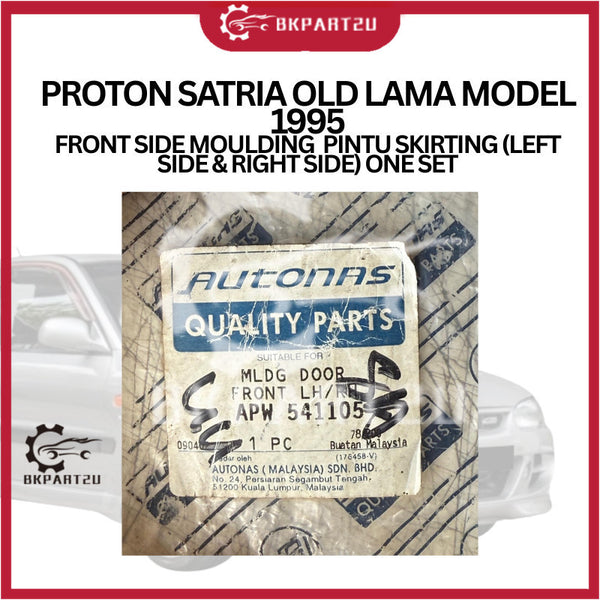 BKPART2U
PROTON SATRIA OLD LAMA MODEL
1995
FRONT SIDE MOULDING PINTU SKIRTING (LEFT
SIDE & RIGHT SIDE) ONE SET
PARTS
AUTONAS
QUALITY PARTS
SUITABLE FOR
MLDG DOOR
FRONT LH/RH
APW 541105
1 PC
Buatan Malaysia
(176458-V)
AUTONAS (MALAYSIA) SDN. BHD.
No. 24, Persiaran Segambut Tengah,
51200 Kuala Lumpur, Malaysia
BKPART2U